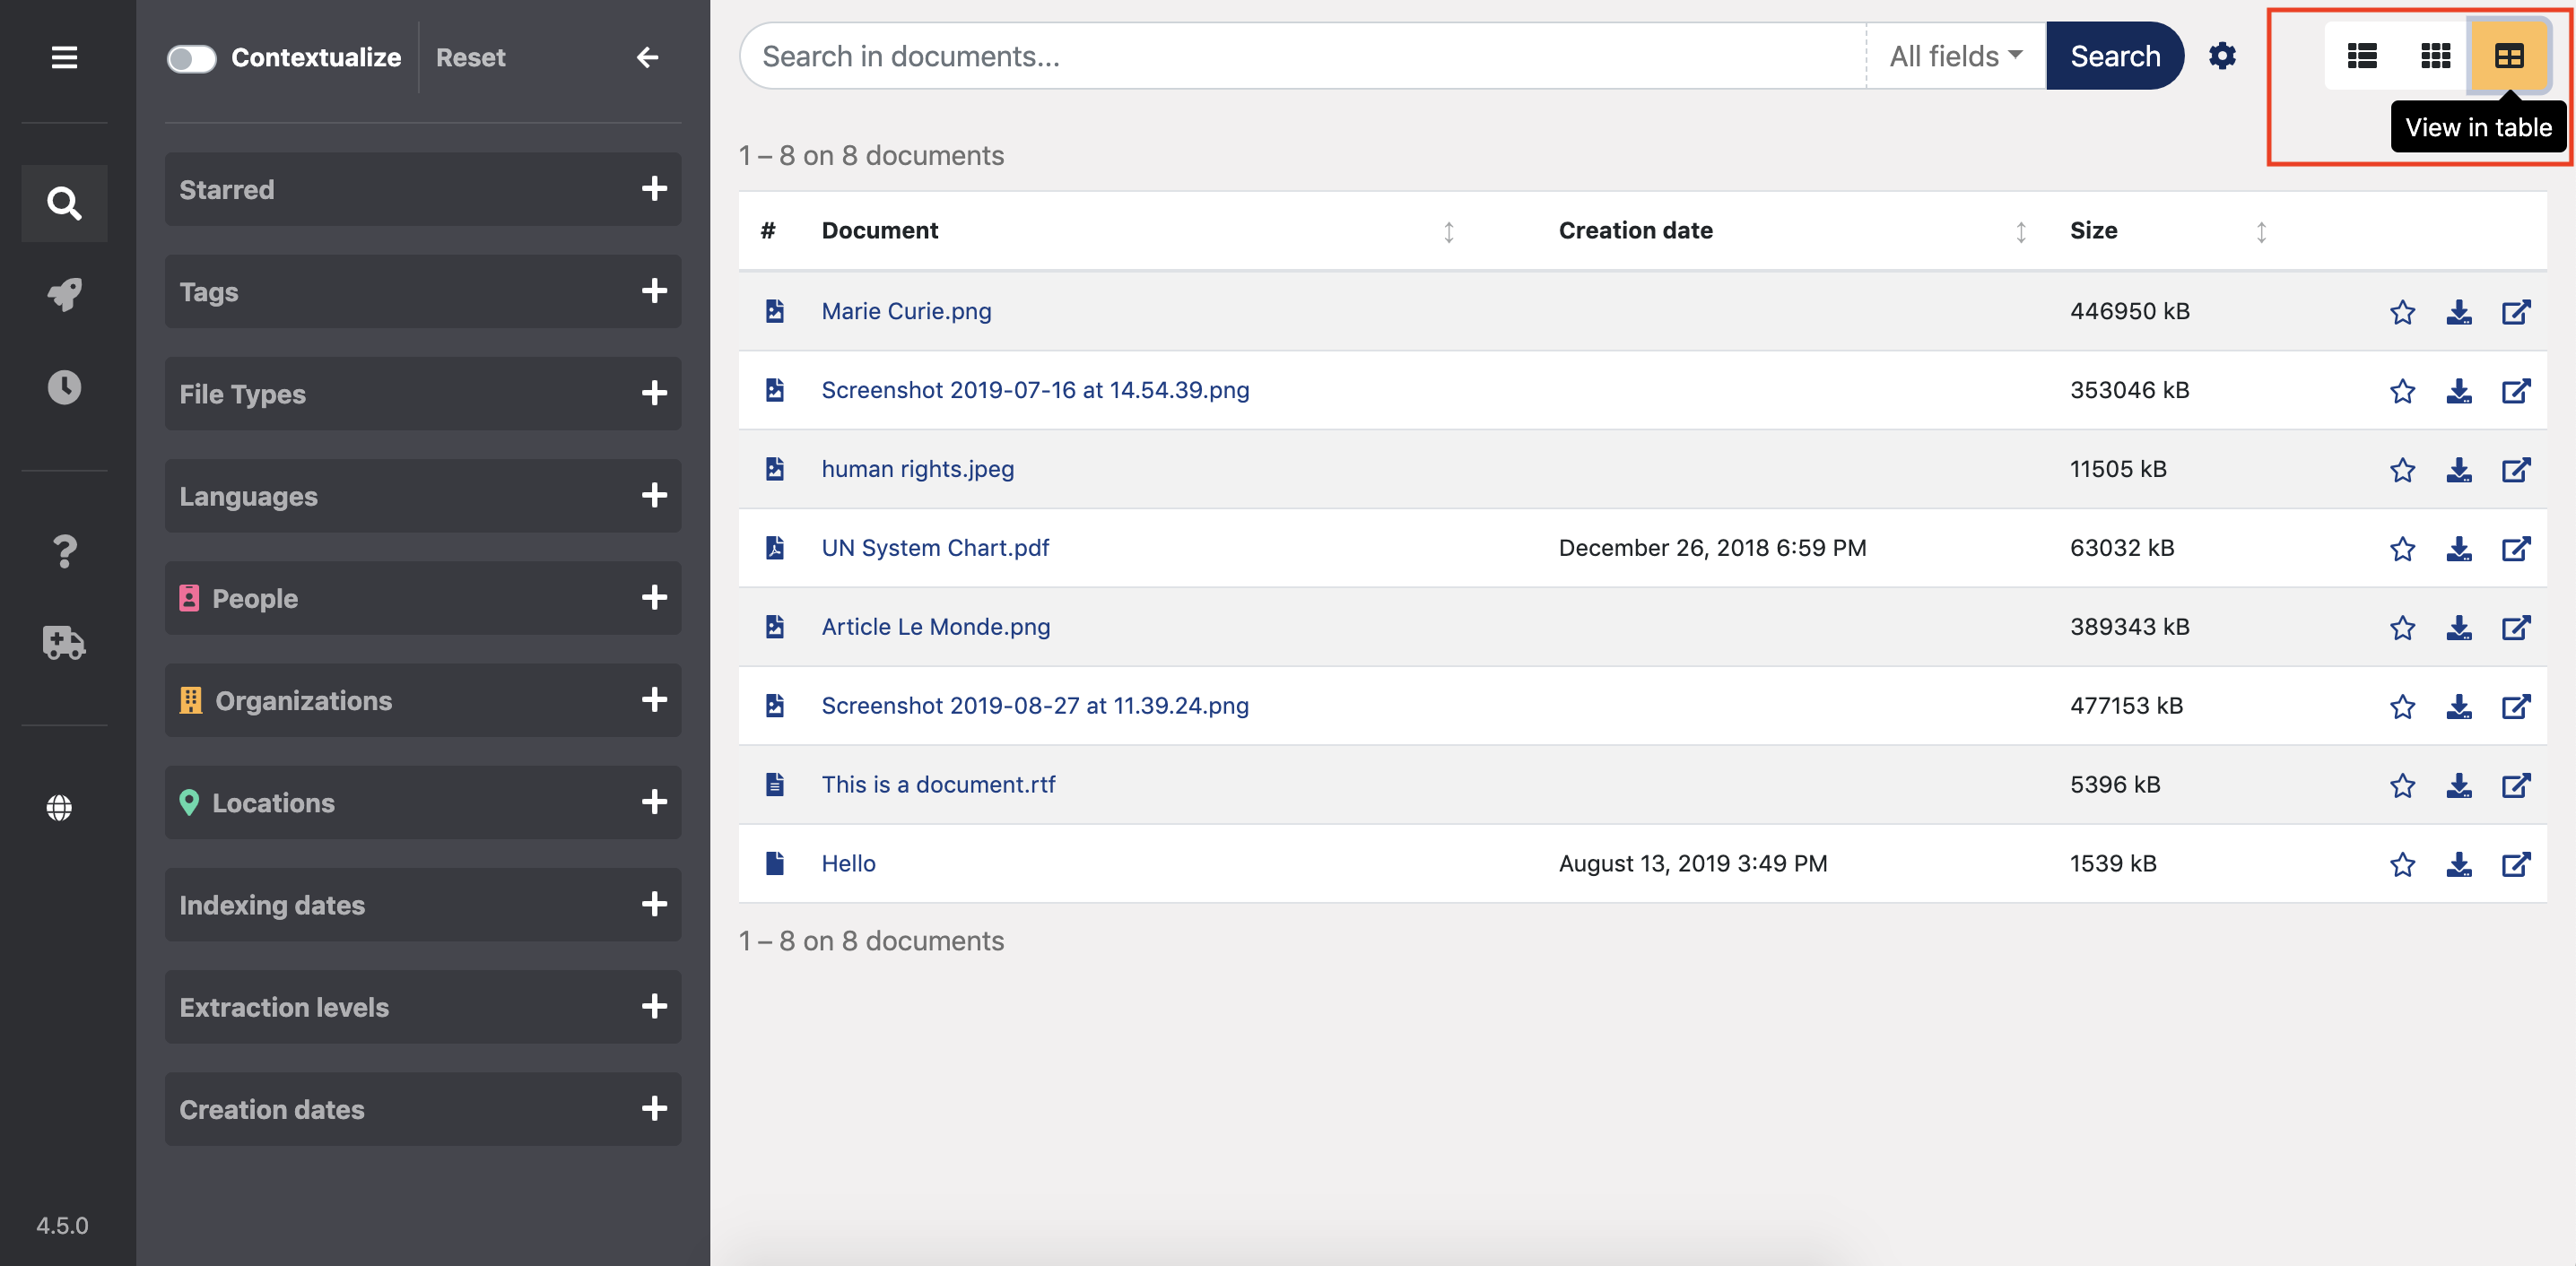 Contextualize Reset
Search in documents... All fields Search
View in table
Starred
Tags
File Types
Languages
People
Organizations
Locations
Indexing dates
Extraction levels
Creation dates
4.5.0
1 – 8 on 8 documents
# Document Creation date Size
Marie Curie.png 446950 kB
Screenshot 2019-07-16 at 14.54.39.png 353046 kB
human rights.jpeg 11505 kB
UN System Chart.pdf December 26, 2018 6:59 PM 63032 kB
Article Le Monde.png 389343 kB
Screenshot 2019-08-27 at 11.39.24.png 477153 kB
This is a document.rtf 5396 kB
Hello August 13, 2019 3:49 PM 1539 kB
1 – 8 on 8 documents